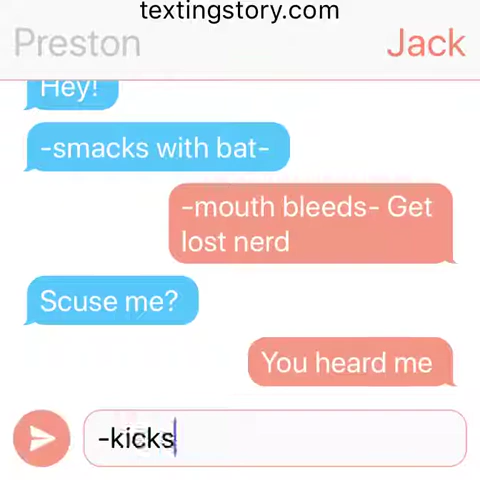 textingstory.com
Preston
Jack
Hey!
-smacks with bat-
-mouth bleeds- Get
lost nerd
Scuse me?
You heard me
-kicks